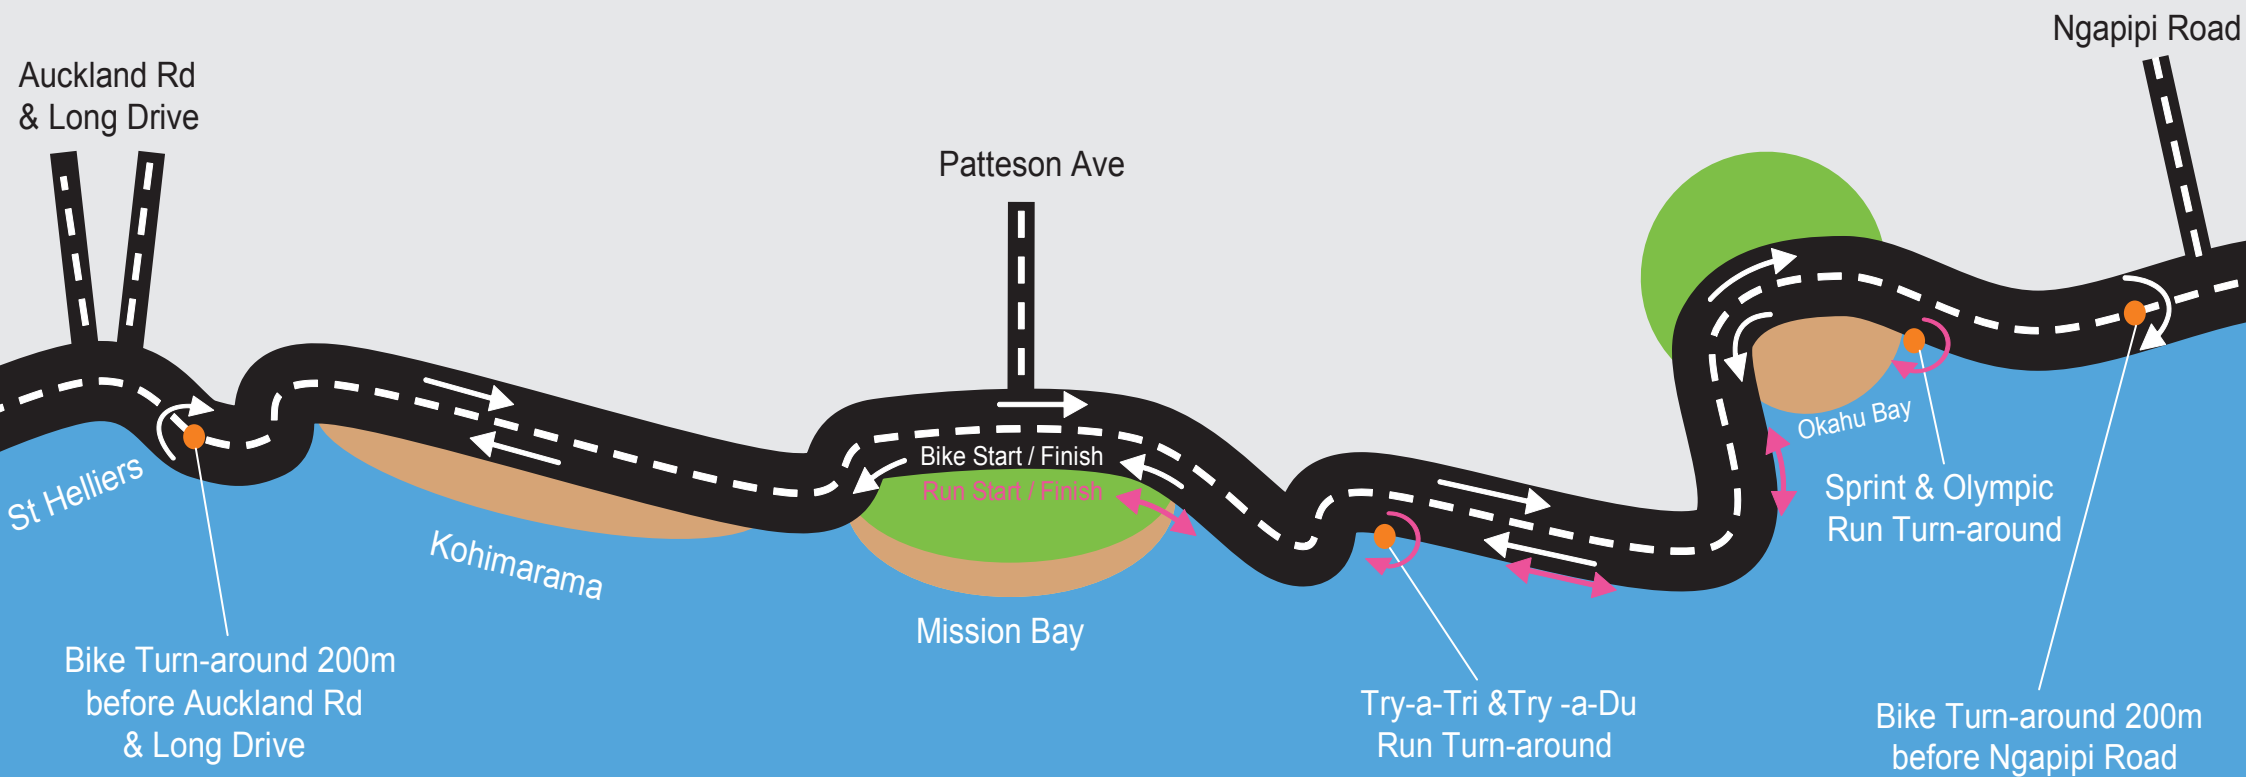 Ngapipi Road
Auckland Rd
& Long Drive
Patteson Ave
Bike Start / Finish
Run Start / Finish
Okahu Bay
St Helliers
Kohimarama
Mission Bay
Sprint & Olympic
Run Turn-around
Bike Turn-around 200m
before Auckland Rd
& Long Drive
Try-a-Tri &Try -a-Du
Run Turn-around
Bike Turn-around 200m
before Ngapipi Road